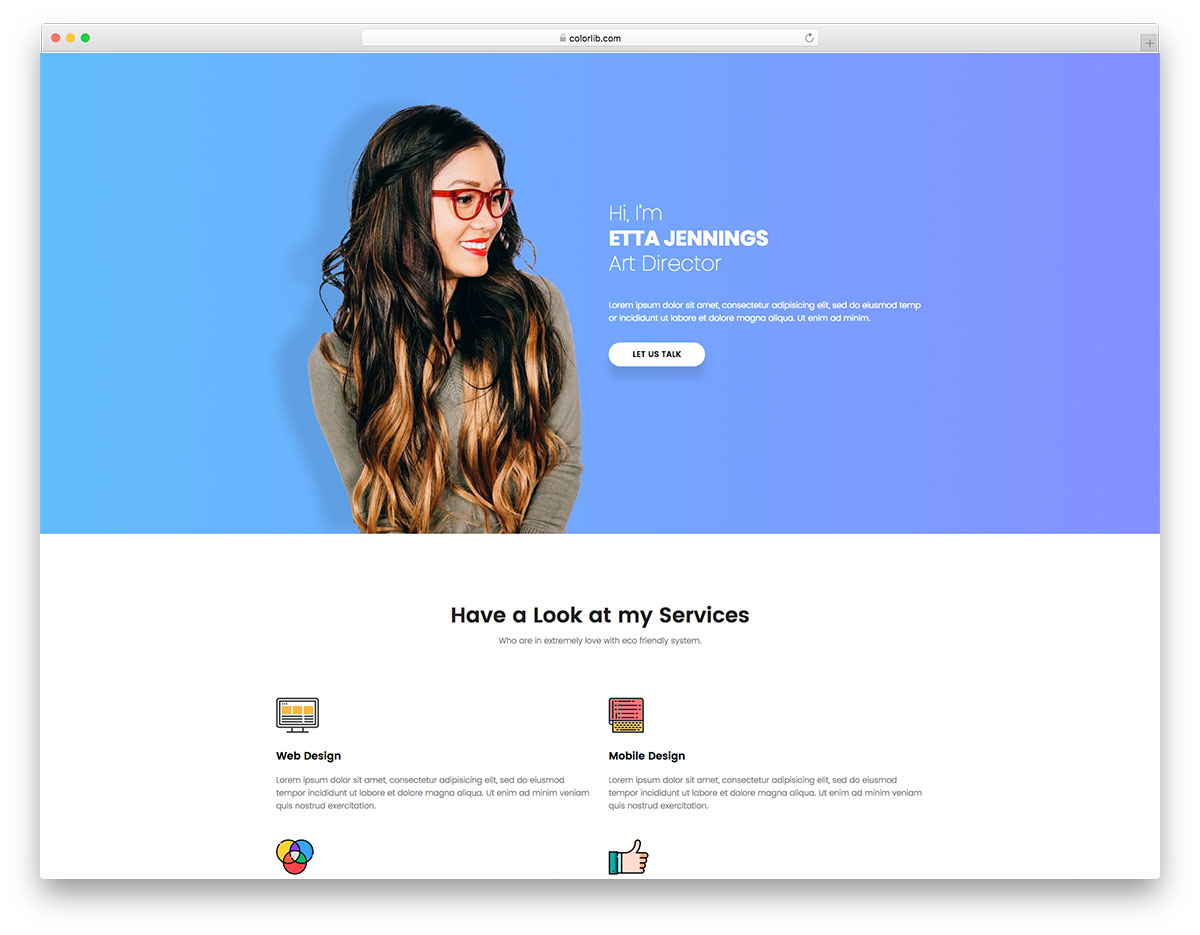 colorlib.com
Hi, I'm
ETTA JENNINGS
Art Director
Lorem ipsum dolor sit amet, consectetur adipisicing elit, sed do eiusmod temp
or incididunt ut labore et dolore magna aliqua. Ut enim ad minim.
LET US TALK
Have a Look at my Services
Who are in extremely love with eco friendly system.
Web Design
Lorem ipsum dolor sit amet, consectetur adipisicing elit, sed do eiusmod
tempor incididunt ut labore et dolore magna aliqua. Ut enim ad minim veniam
quis nostrud exercitation.
Mobile Design
Lorem ipsum dolor sit amet, consectetur adipisicing elit, sed do eiusmod
tempor incididunt ut labore et dolore magna aliqua. Ut enim ad minim veniam
quis nostrud exercitation.